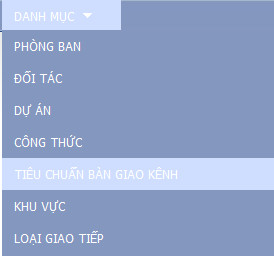 DANH MỤC
PHÒNG BAN
ĐỐI TÁC
DỰ ÁN
CÔNG THỨC
TIÊU CHUẨN BÀN GIAO KÊNH
KHU VỰC
LOẠI GIAO TIẾP